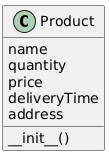 C Product
name
quantity
price
deliveryTime
address
__init__()